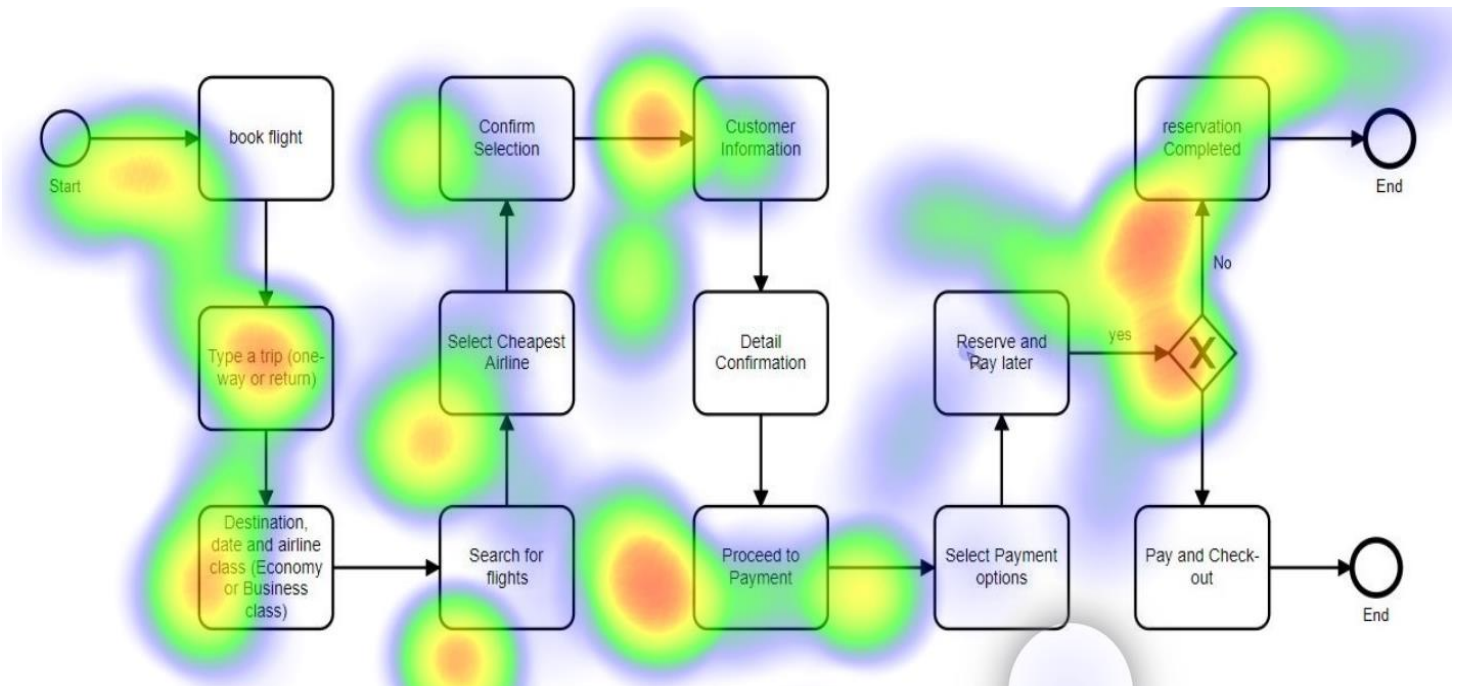 Start
book flight
Type a trip (one-
way or return)
Destination,
date and airline
class (Economy
or Business
class)
Search for
flights
Select Cheapest
Airline
Confirm
Selection
Customer
Information
Detail
Confirmation
Proceed to
Payment
Select Payment
options
Reserve and
Pay later
yes
X
No
reservation
Completed
End
Pay and Check-
out
End